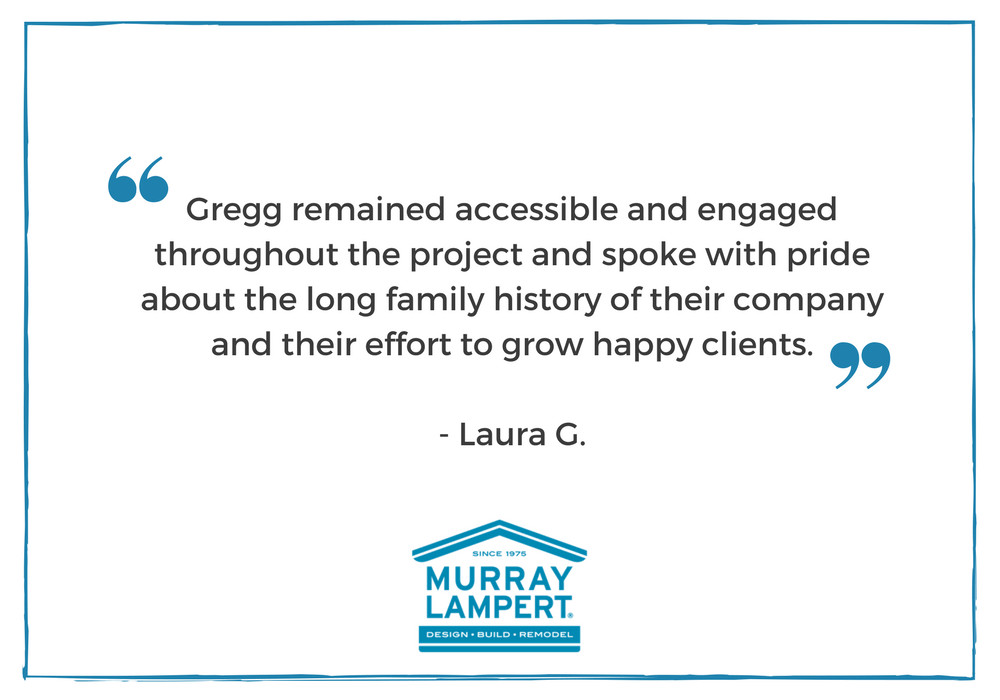 “ Gregg remained accessible and engaged
throughout the project and spoke with pride
about the long family history of their company
and their effort to grow happy clients. ”
- Laura G.
SINCE 1975
MURRAY
LAMPERT®
DESIGN • BUILD • REMODEL